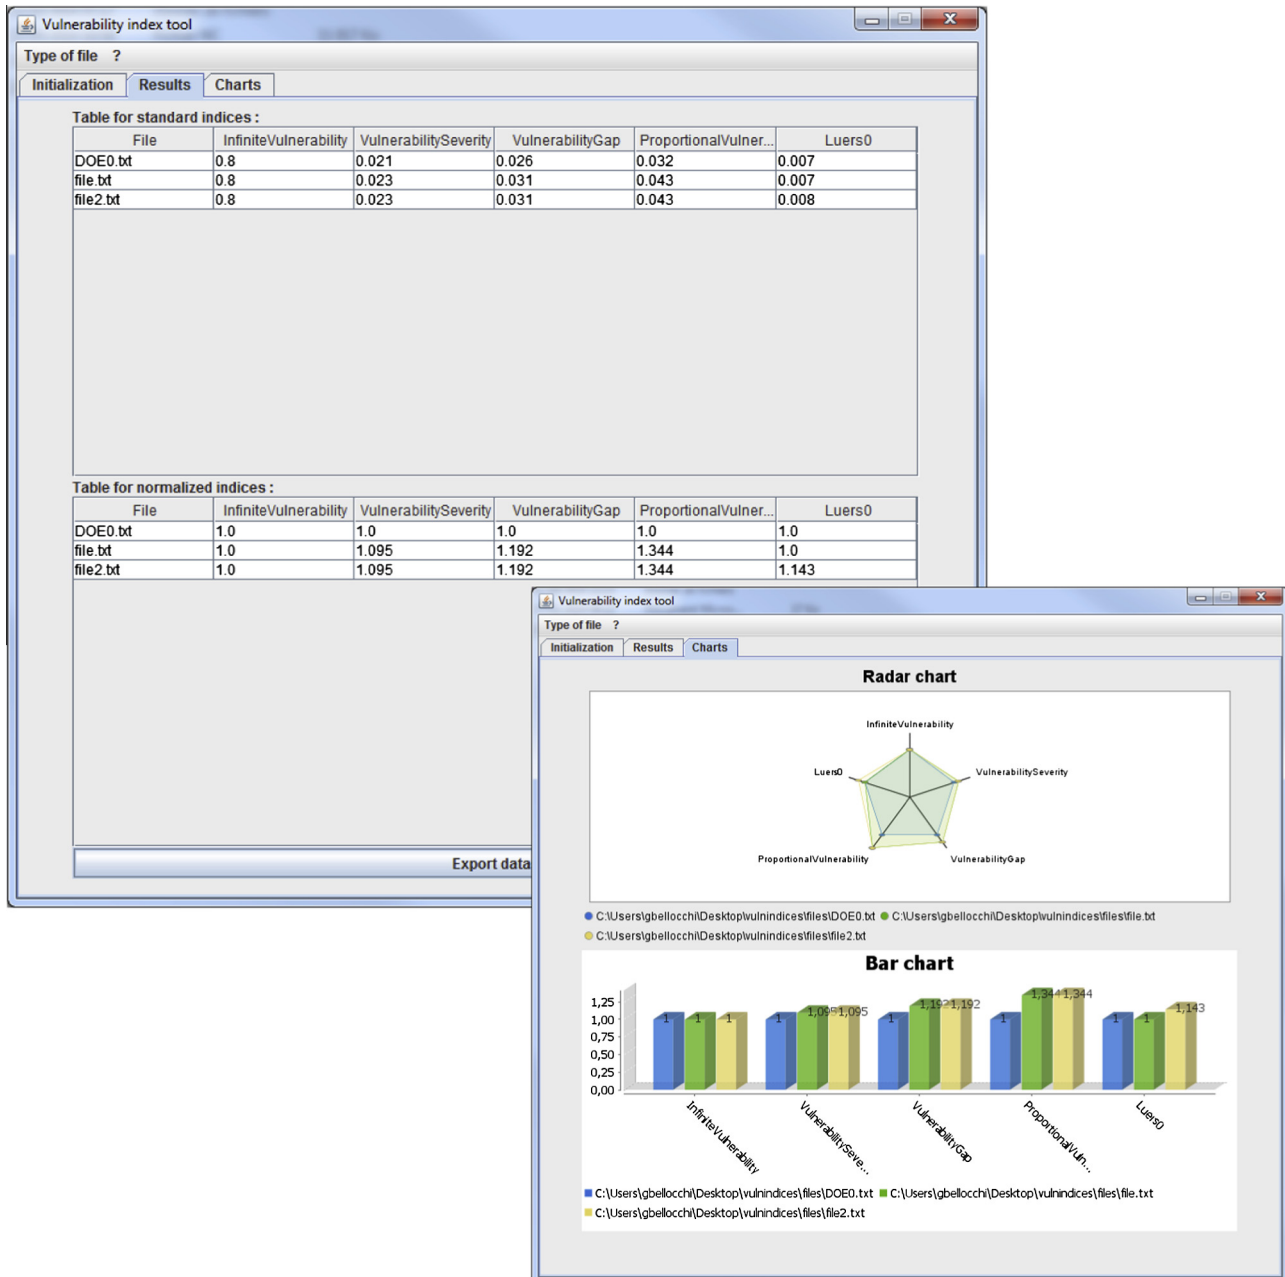 Vulnerability index tool
Type of file ?
Initialization Results Charts
Table for standard indices :
File InfiniteVulnerability VulnerabilitySeverity VulnerabilityGap ProportionalVulner... Luers0
DOE0.txt 0.8 0.021 0.026 0.032 0.007
file.txt 0.8 0.023 0.031 0.043 0.007
file2.txt 0.8 0.023 0.031 0.043 0.008
Table for normalized indices :
File InfiniteVulnerability VulnerabilitySeverity VulnerabilityGap ProportionalVulner... Luers0
DOE0.txt 1.0 1.0 1.0 1.0 1.0
file.txt 1.0 1.095 1.192 1.344 1.0
file2.txt 1.0 1.095 1.192 1.344 1.143
Export data
Vulnerability index tool
Type of file ?
Initialization Results Charts
Radar chart
InfiniteVulnerability
Luers0 VulnerabilitySeverity
ProportionalVulnerability VulnerabilityGap
C:\Users\gbellocchi\Desktop\vulnindices\files\DOE0.txt C:\Users\gbellocchi\Desktop\vulnindices\files\file.txt
C:\Users\gbellocchi\Desktop\vulnindices\files\file2.txt
Bar chart
1,25
1,00
0,75
0,50
0,25
0,00
1 1 1 1 1,095 1,095 1 1,192 1,192 1 1,344 1,344 1 1 1,143
InfiniteVulnerability VulnerabilitySeve... VulnerabilityGap ProportionalVuln... Luers0
C:\Users\gbellocchi\Desktop\vulnindices\files\DOE0.txt C:\Users\gbellocchi\Desktop\vulnindices\files\file.txt
C:\Users\gbellocchi\Desktop\vulnindices\files\file2.txt